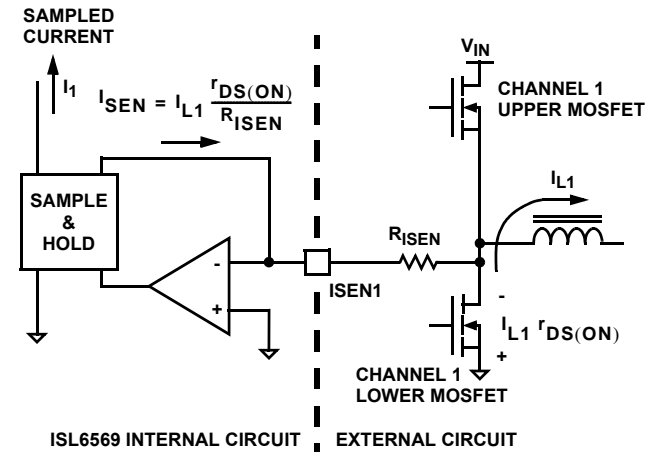 SAMPLED
CURRENT
I1
ISEN = IL1 rDS(ON)
RISEN
SAMPLE
&
HOLD
-
+
ISEN1
RISEN
VIN
CHANNEL 1
UPPER MOSFET
IL1
-
IL1 rDS(ON)
+
CHANNEL 1
LOWER MOSFET
ISL6569 INTERNAL CIRCUIT
EXTERNAL CIRCUIT